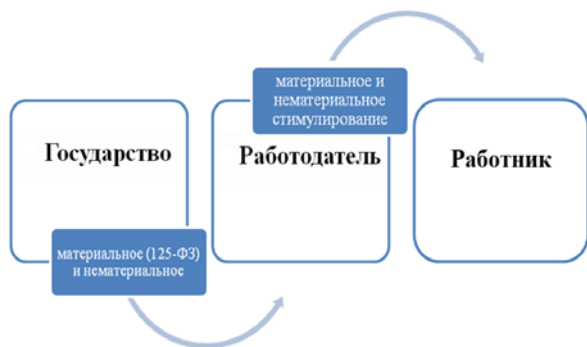 материальное и
нематериальное
стимулирование
Государство
Работодатель
Работник
материальное (125-ФЗ)
и нематериальное